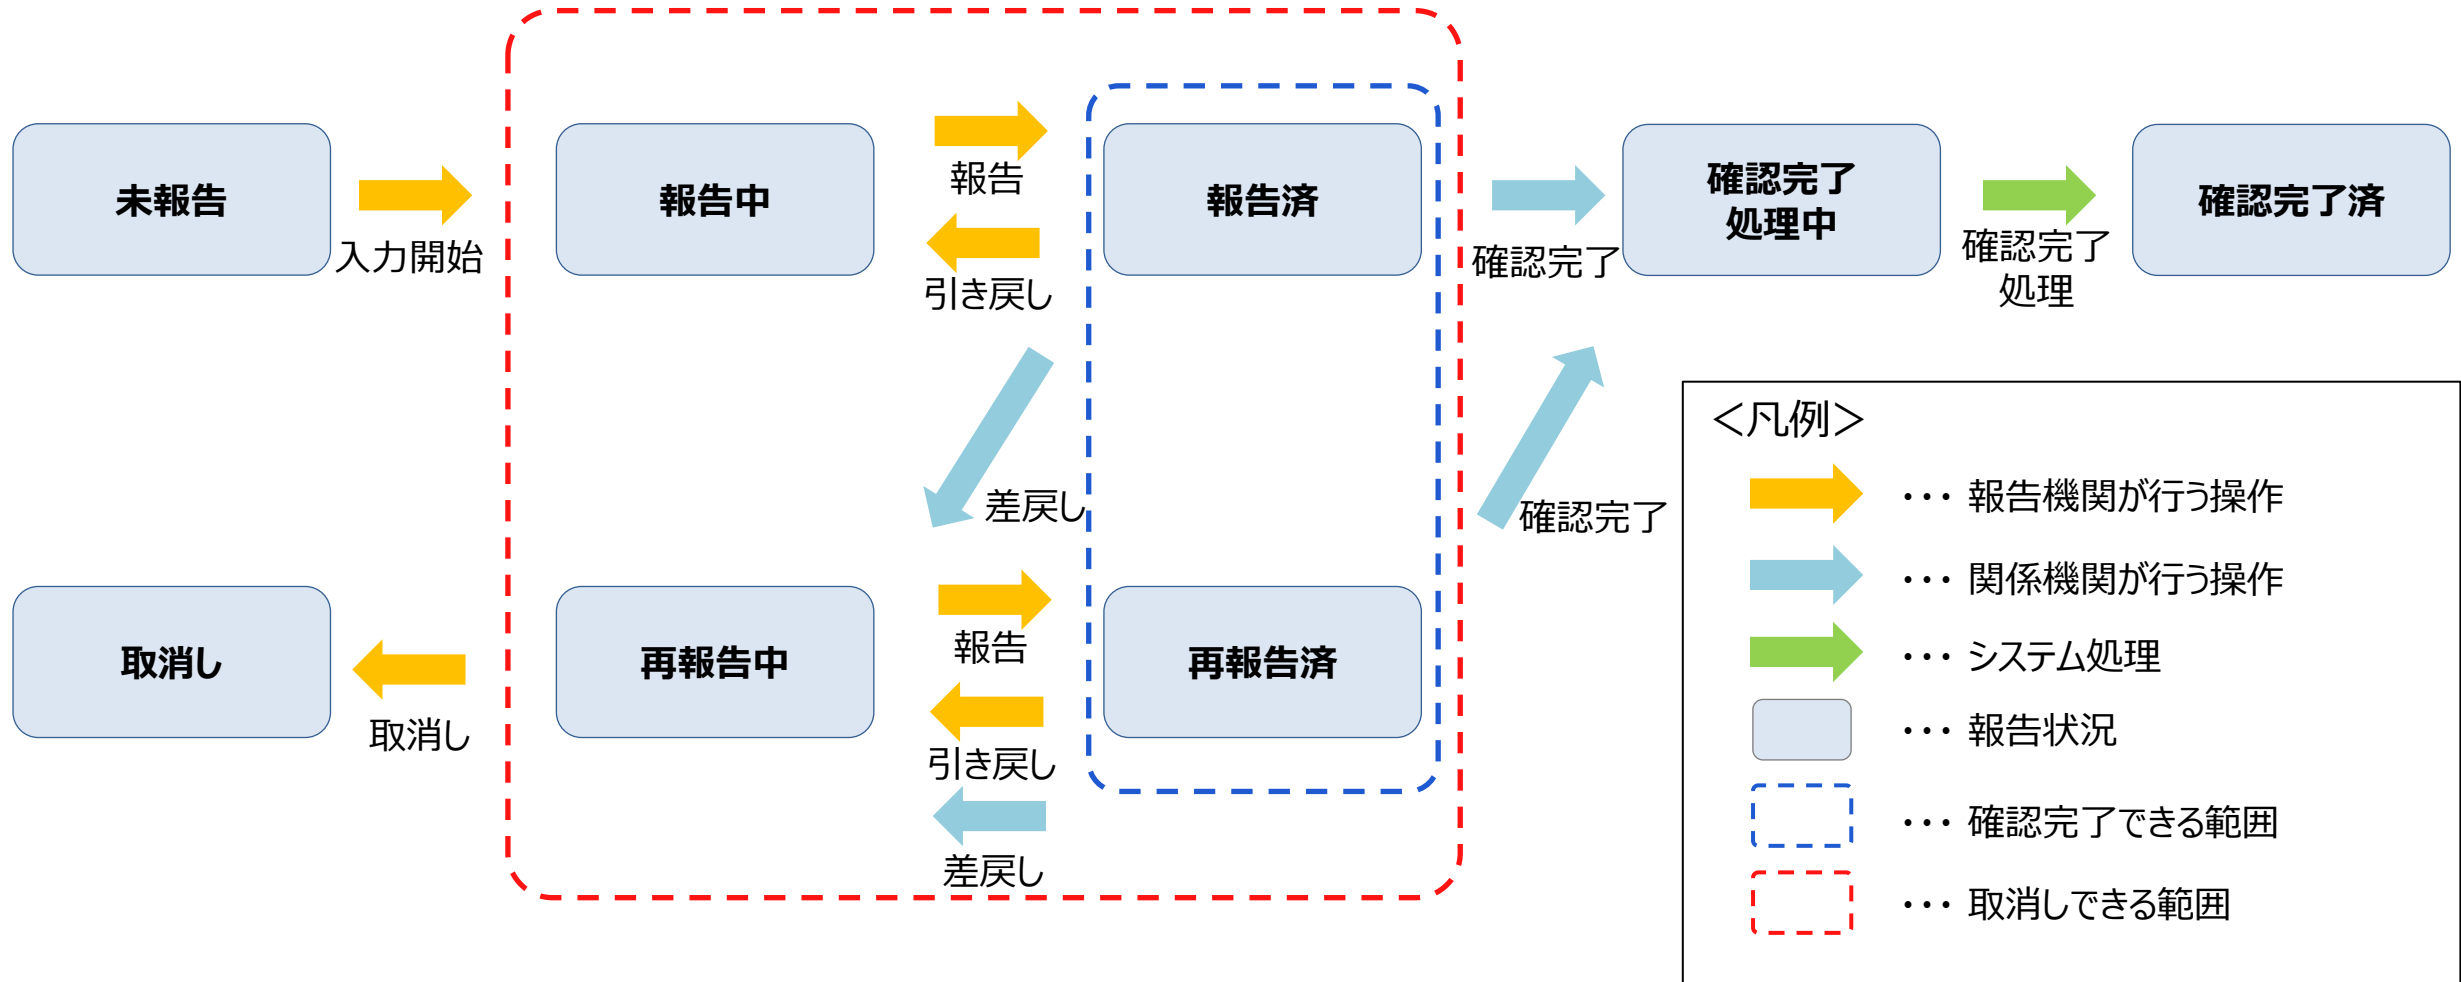 未報告
入力開始
報告中
報告
引き戻し
報告済
確認完了
確認完了
処理中
確認完了
処理
確認完了済
差戻し
確認完了
取消し
取消し
再報告中
報告
引き戻し
差戻し
再報告済
＜凡例＞
・・・ 報告機関が行う操作
・・・ 関係機関が行う操作
・・・ システム処理
・・・ 報告状況
・・・ 確認完了できる範囲
・・・ 取消しできる範囲